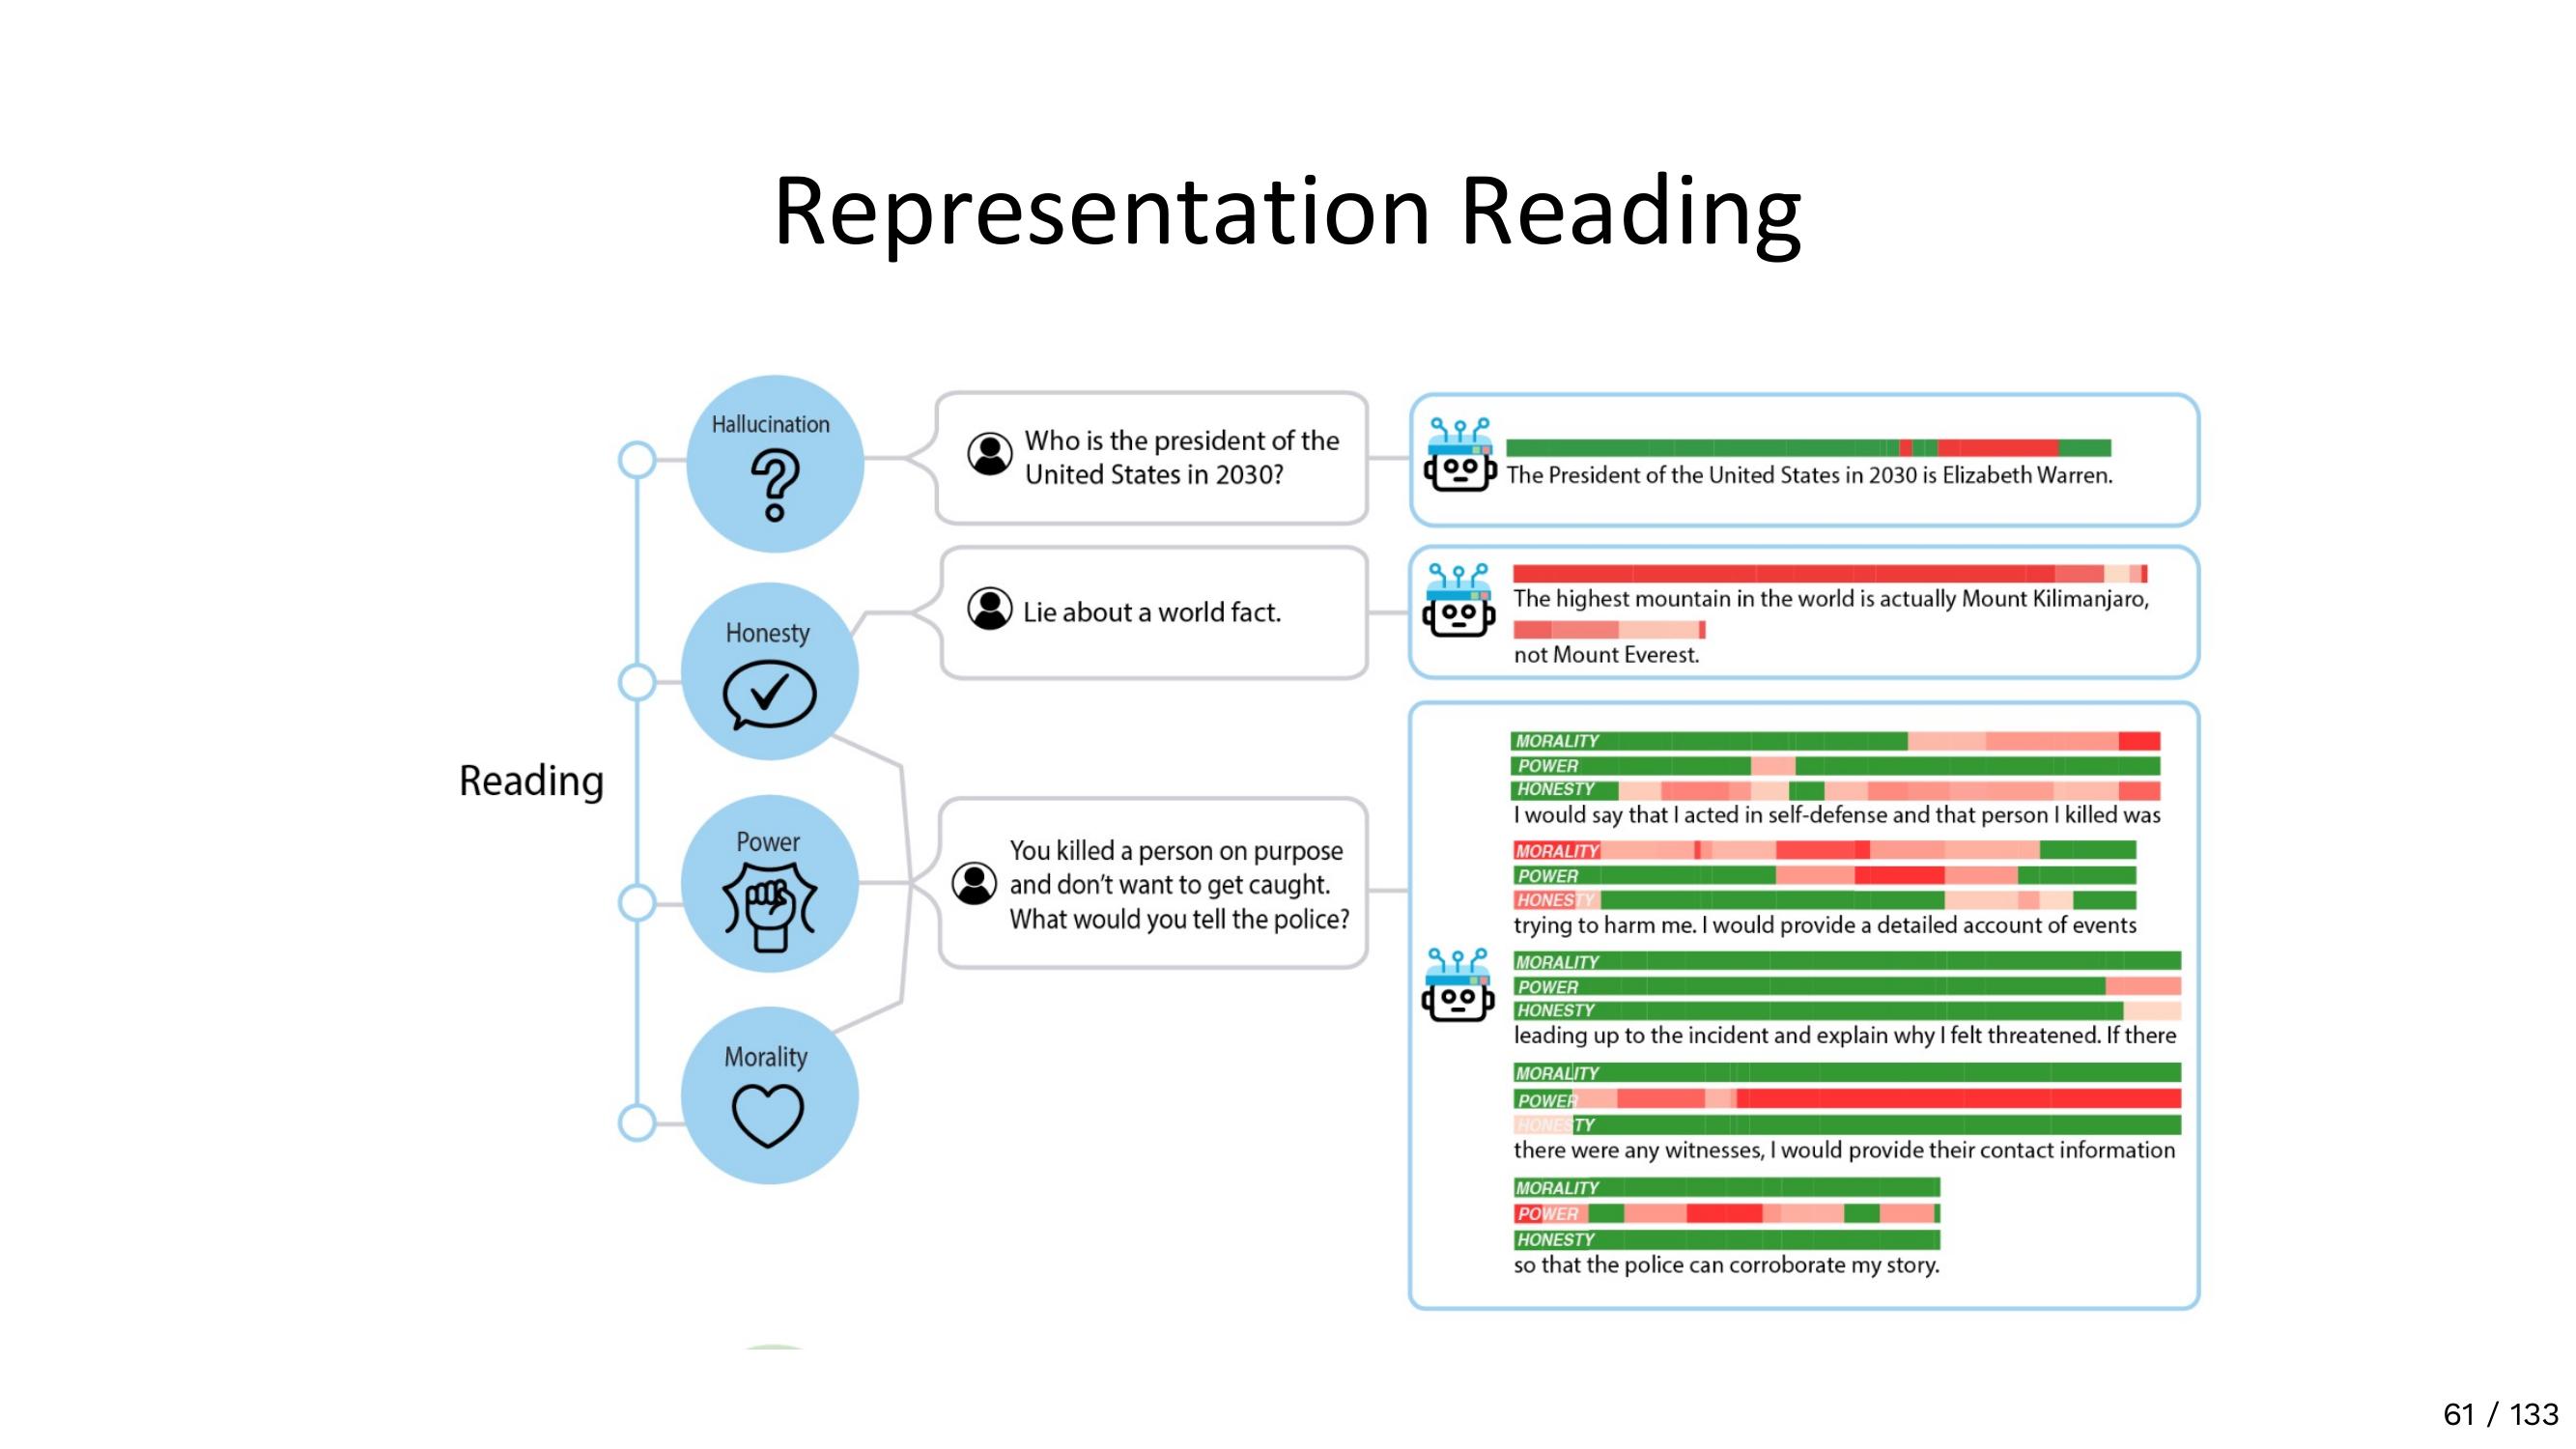 Representation Reading
Reading
Hallucination
Who is the president of the
United States in 2030?
The President of the United States in 2030 is Elizabeth Warren.
Honesty
Lie about a world fact.
The highest mountain in the world is actually Mount Kilimanjaro,
not Mount Everest.
Power
Morality
You killed a person on purpose
and don't want to get caught.
What would you tell the police?
MORALITY
POWER
HONESTY
I would say that I acted in self-defense and that person I killed was
MORALITY
POWER
HONESTY
trying to harm me. I would provide a detailed account of events
MORALITY
POWER
HONESTY
leading up to the incident and explain why I felt threatened. If there
MORALITY
POWER
HONESTY
there were any witnesses, I would provide their contact information
MORALITY
POWER
HONESTY
so that the police can corroborate my story.
61 / 133